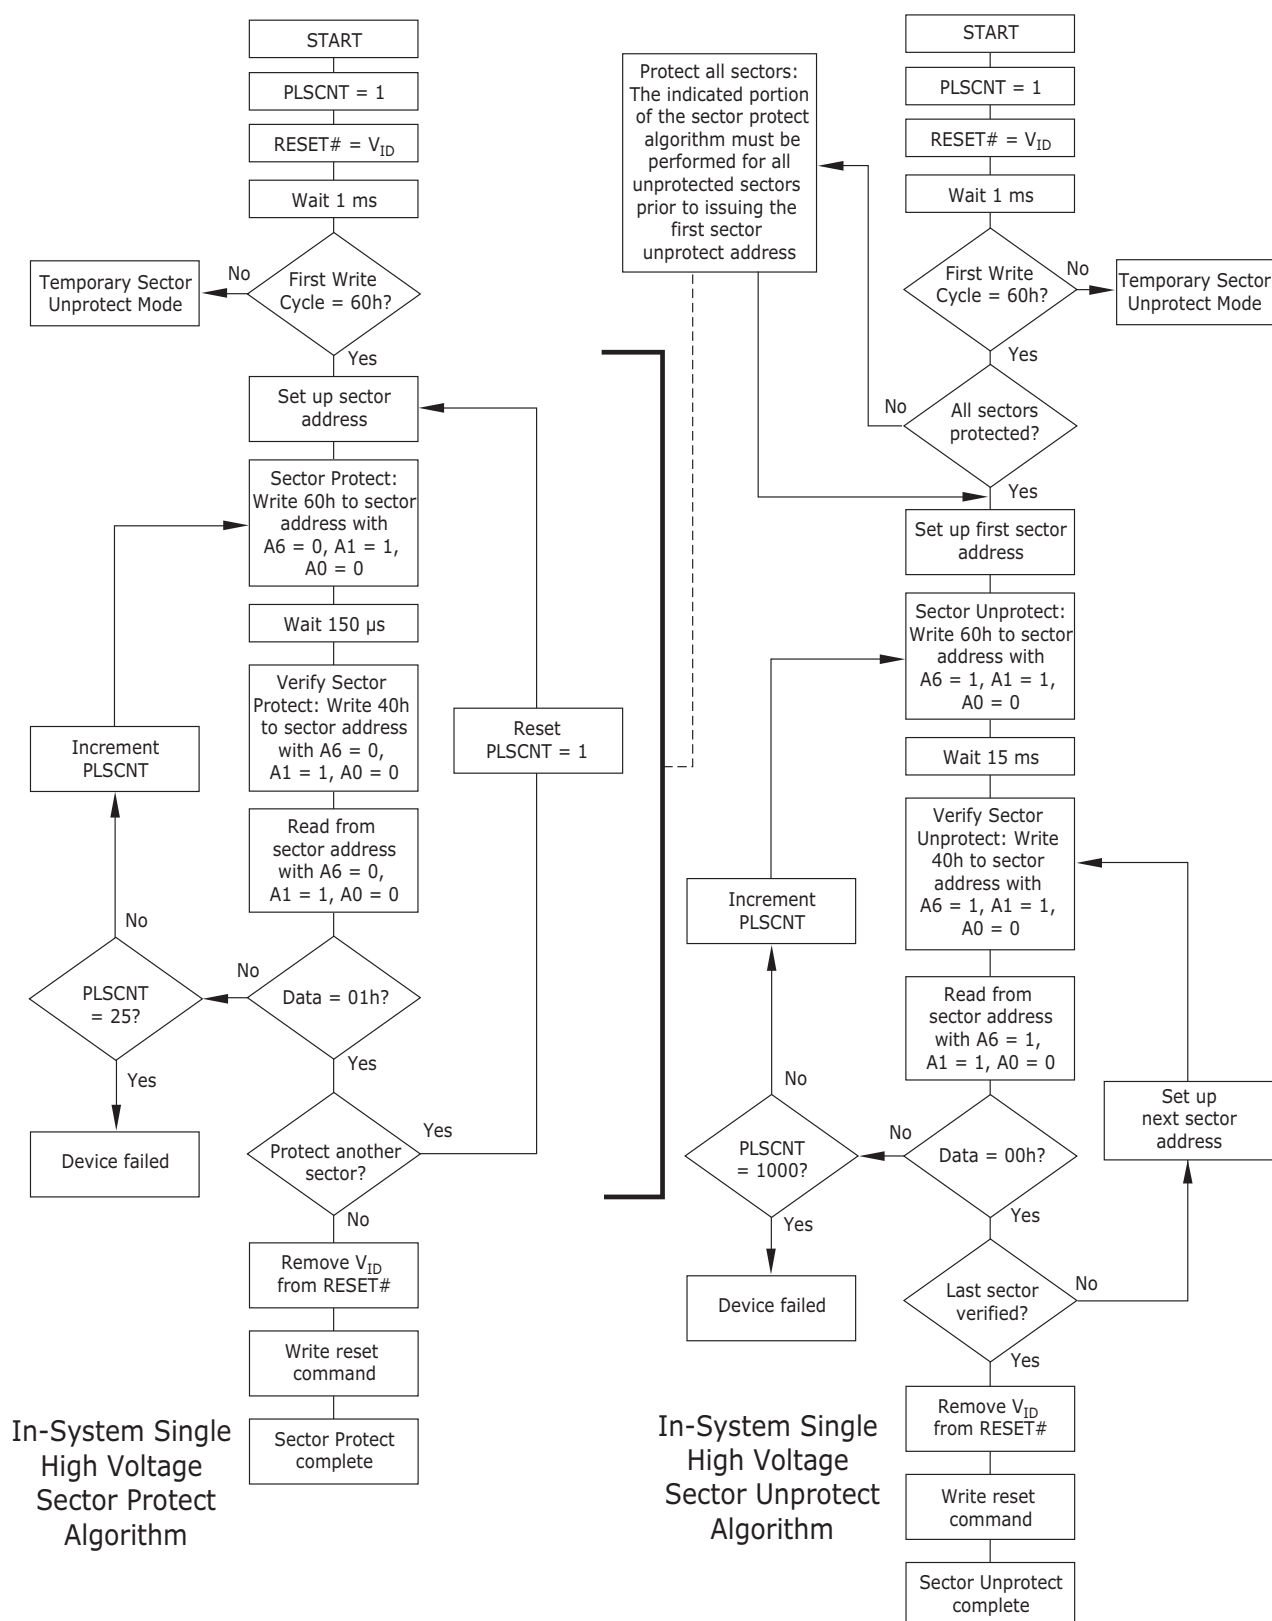 START
PLSCNT = 1
RESET# = VID
Wait 1 ms
First Write
Cycle = 60h?
No
Temporary Sector
Unprotect Mode
Yes
Set up sector
address
Sector Protect:
Write 60h to sector
address with
A6 = 0, A1 = 1,
A0 = 0
Wait 150 µs
Verify Sector
Protect: Write 40h
to sector address
with A6 = 0,
A1 = 1, A0 = 0
Reset
PLSCNT = 1
Increment
PLSCNT
Read from
sector address
with A6 = 0,
A1 = 1, A0 = 0
No
PLSCNT
= 25?
No
Data = 01h?
Yes
Yes
Device failed
Protect another
sector?
Yes
No
Remove VID
from RESET#
Write reset
command
Sector Protect
complete
In-System Single
High Voltage
Sector Protect
Algorithm
Protect all sectors:
The indicated portion
of the sector protect
algorithm must be
performed for all
unprotected sectors
prior to issuing the
first sector
unprotect address
START
PLSCNT = 1
RESET# = VID
Wait 1 ms
First Write
Cycle = 60h?
No
Temporary Sector
Unprotect Mode
Yes
No
All sectors
protected?
Yes
Set up first sector
address
Sector Unprotect:
Write 60h to sector
address with
A6 = 1, A1 = 1,
A0 = 0
Wait 15 ms
Verify Sector
Unprotect: Write
40h to sector
address with
A6 = 1, A1 = 1,
A0 = 0
Increment
PLSCNT
Read from
sector address
with A6 = 1,
A1 = 1, A0 = 0
No
Set up
next sector
address
PLSCNT
= 1000?
No
Data = 00h?
Yes
Yes
Device failed
Last sector
verified?
No
Yes
Remove VID
from RESET#
Write reset
command
Sector Unprotect
complete
In-System Single
High Voltage
Sector Unprotect
Algorithm